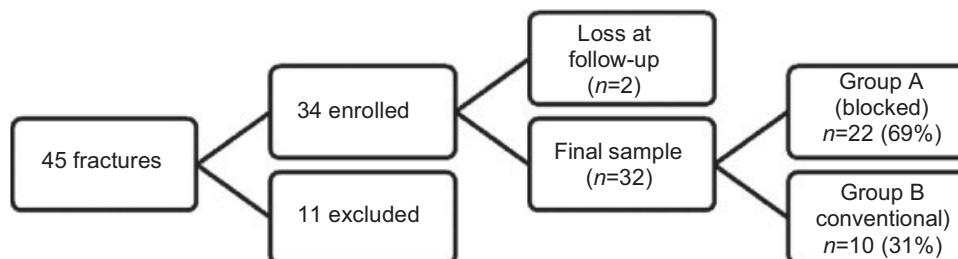 45 fractures
34 enrolled
11 excluded
Loss at
follow-up
(n=2)
Final sample
(n=32)
Group A
(blocked)
n=22 (69%)
Group B
conventional)
n=10 (31%)